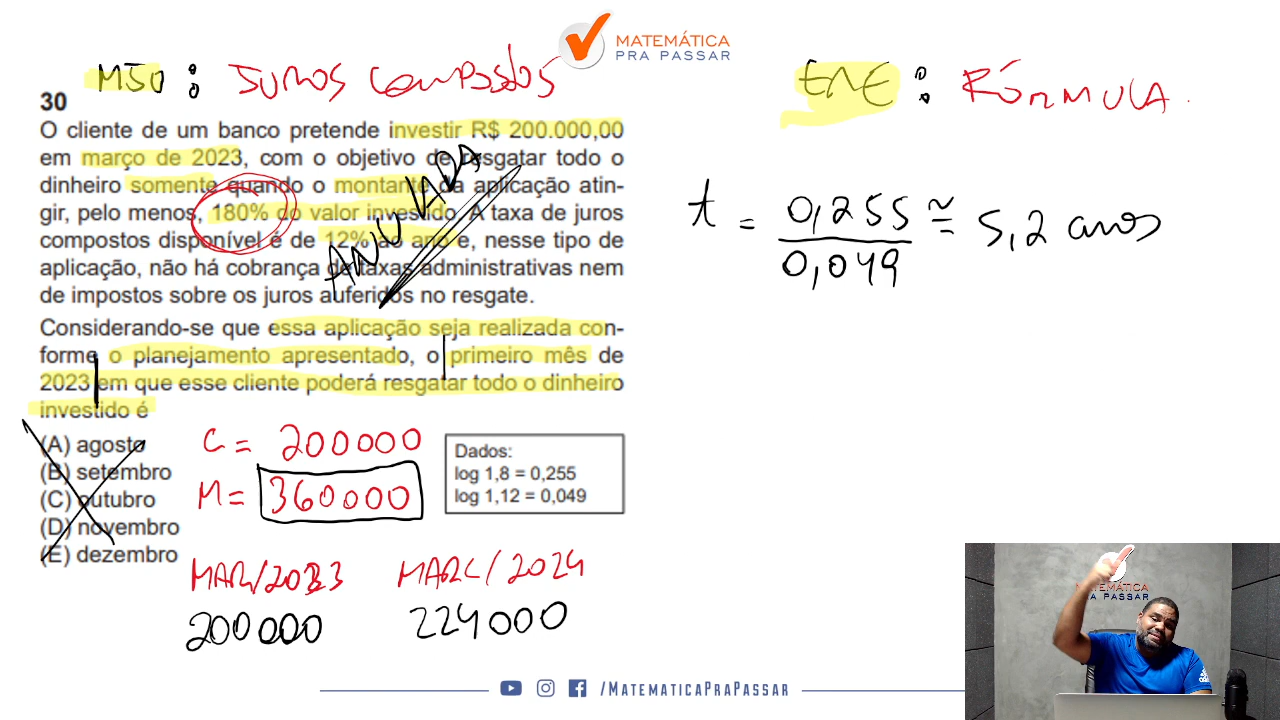 MATEMÁTICA
PRA PASSAR
MJO : JUROS COMPOSTOS
ENE : FÓRMULA.
30
O cliente de um banco pretende investir R$ 200.000,00
em março de 2023, com o objetivo de resgatar todo o
dinheiro somente quando o montante da aplicação atin-
gir, pelo menos, 180% do valor investido. A taxa de juros
compostos disponível é de 12% ao ano e, nesse tipo de
aplicação, não há cobrança de taxas administrativas nem
de impostos sobre os juros auferidos no resgate.
ANULADA
Considerando-se que essa aplicação seja realizada con-
forme o planejamento apresentado, o primeiro mês de
2023 em que esse cliente poderá resgatar todo o dinheiro
investido é
(A) agosto
(B) setembro
(C) outubro
(D) novembro
(E) dezembro
C = 200000
M = 360000
Dados:
log 1,8 = 0,255
log 1,12 = 0,049
MAR/2023 MARC/2024
200000 224000
t = 0,255 ≅ 5,2 anos
0,049
MATEMÁTICA
PRA PASSAR
/MATEMATICAPRAPASSAR